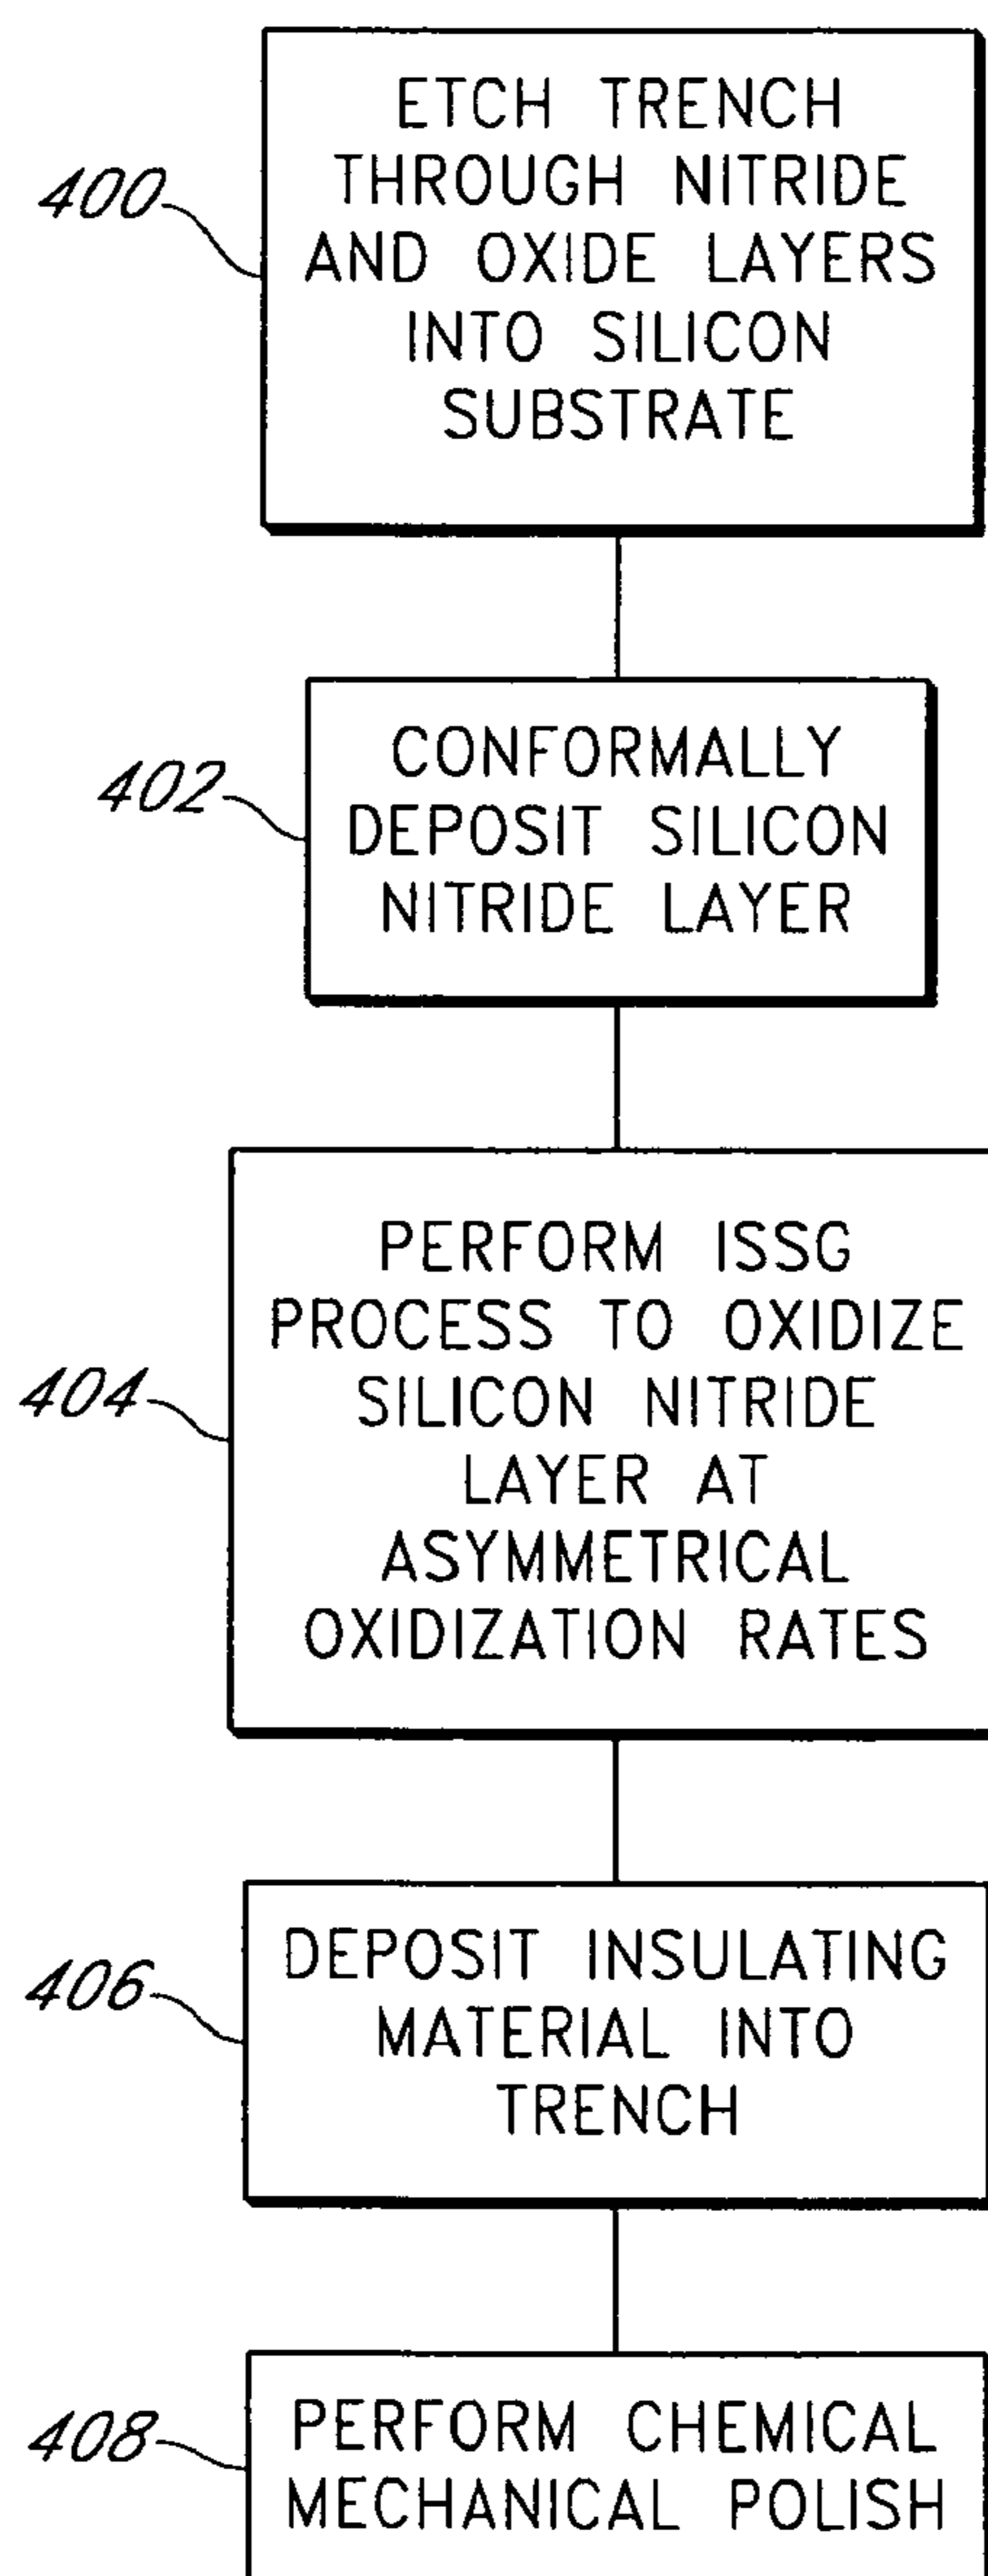 400
ETCH TRENCH
THROUGH NITRIDE
AND OXIDE LAYERS
INTO SILICON
SUBSTRATE
402
CONFORMALLY
DEPOSIT SILICON
NITRIDE LAYER
404
PERFORM ISSG
PROCESS TO OXIDIZE
SILICON NITRIDE
LAYER AT
ASYMMETRICAL
OXIDIZATION RATES
406
DEPOSIT INSULATING
MATERIAL INTO
TRENCH
408
PERFORM CHEMICAL
MECHANICAL POLISH